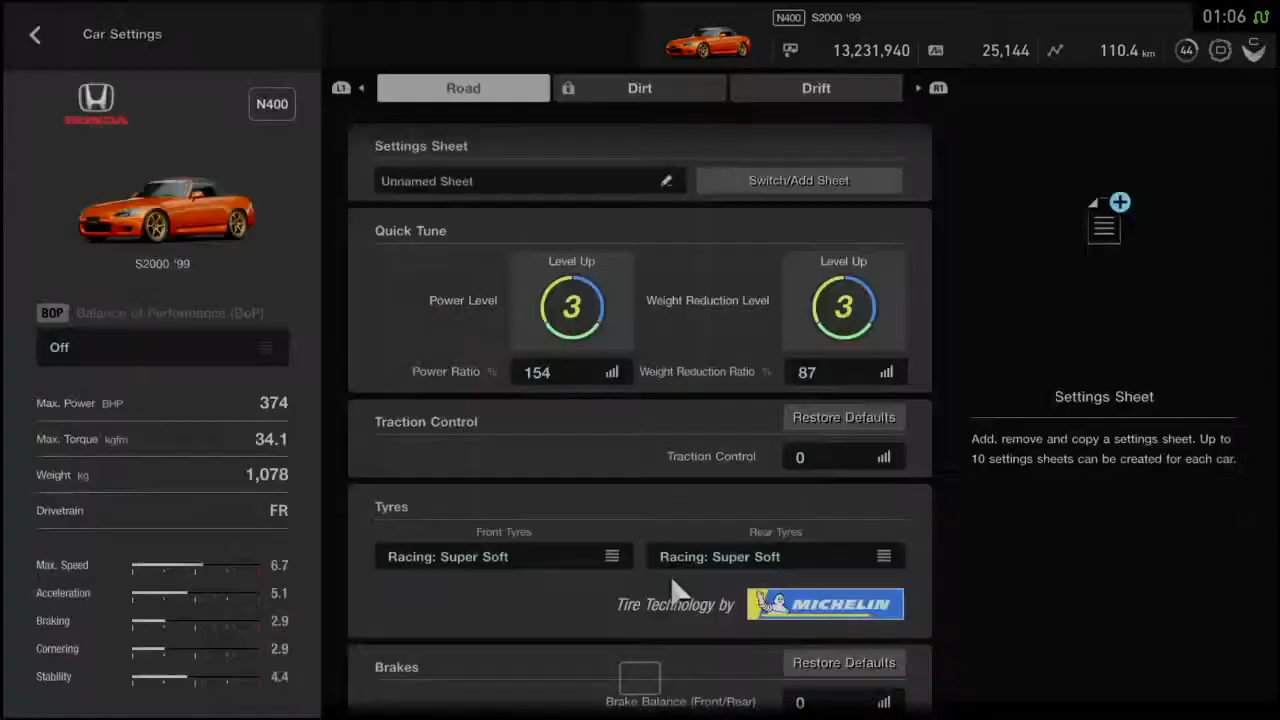 Car Settings
N400 S2000 '99
01:06
13,231,940
25,144
110.4 km
44
C
HONDA
N400
S2000 '99
BOP Balance of Performance (BoP)
Off
Max. Power BHP 374
Max. Torque kgfm 34.1
Weight kg 1,078
Drivetrain FR
Max. Speed 6.7
Acceleration 5.1
Braking 2.9
Cornering 2.9
Stability 4.4
L1 Road Dirt Drift R1
Settings Sheet
Unnamed Sheet Switch/Add Sheet
Quick Tune
Level Up Level Up
Power Level 3 Weight Reduction Level 3
Power Ratio % 154 Weight Reduction Ratio % 87
Traction Control Restore Defaults
Traction Control 0
Tyres
Front Tyres Rear Tyres
Racing: Super Soft Racing: Super Soft
Tire Technology by MICHELIN
Brakes Restore Defaults
Brake Balance (Front/Rear) 0
Settings Sheet
Add, remove and copy a settings sheet. Up to
10 settings sheets can be created for each car.